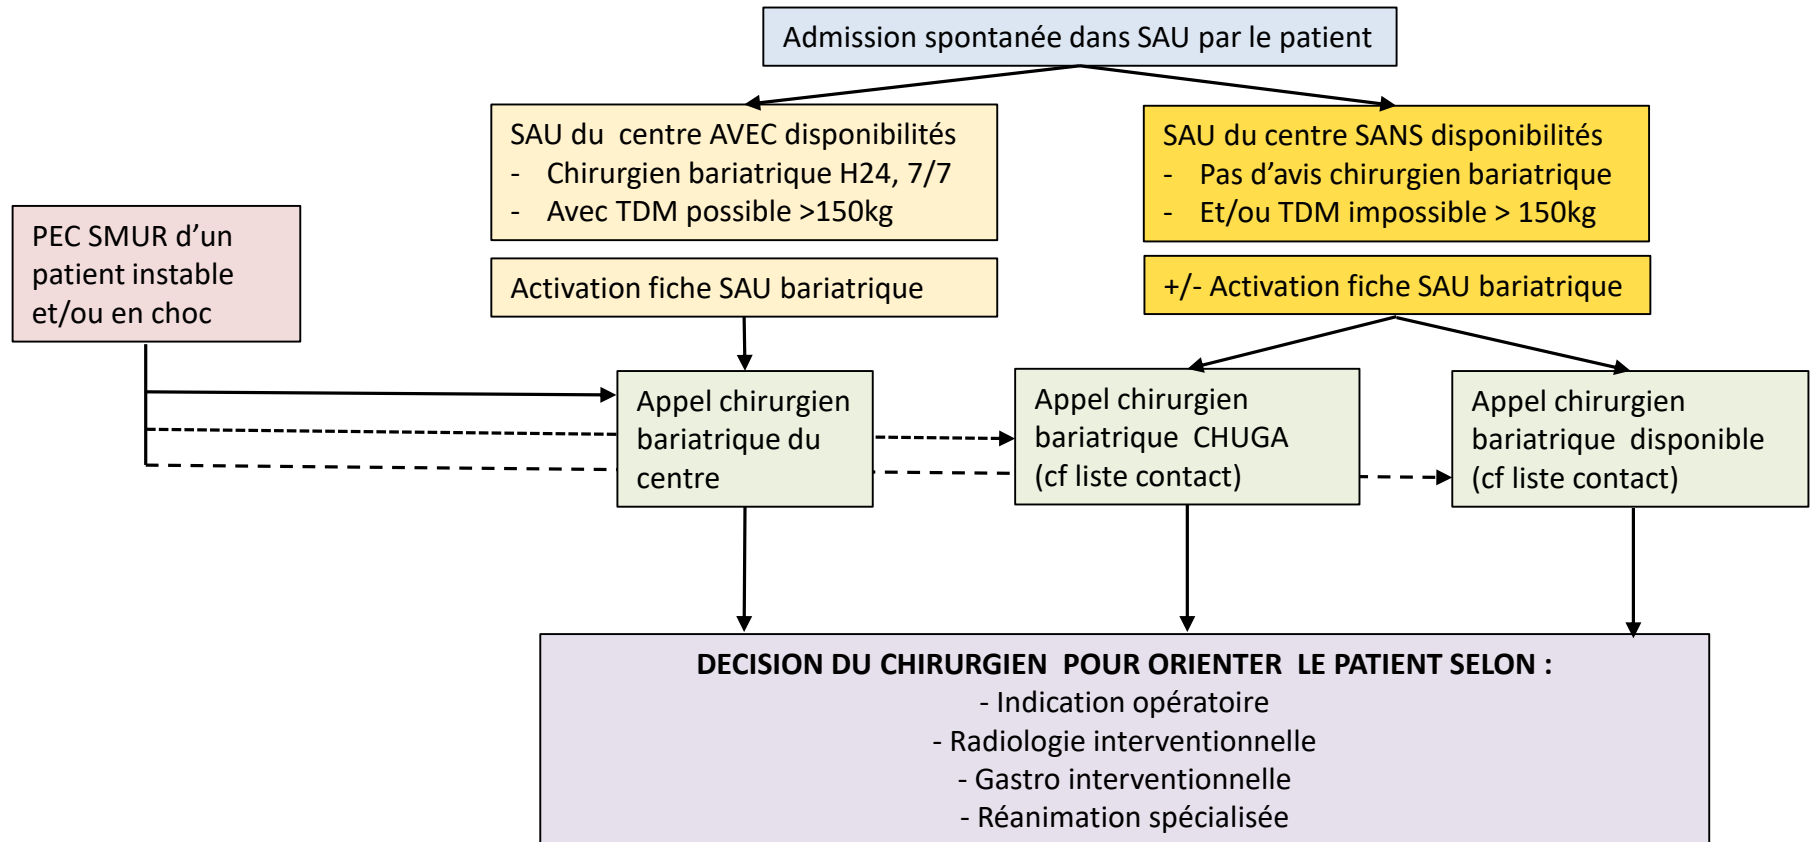 Admission spontanée dans SAU par le patient
SAU du centre AVEC disponibilités
- Chirurgien bariatrique H24, 7/7
- Avec TDM possible >150kg
SAU du centre SANS disponibilités
- Pas d’avis chirurgien bariatrique
- Et/ou TDM impossible > 150kg
PEC SMUR d’un
patient instable
et/ou en choc
Activation fiche SAU bariatrique
+/- Activation fiche SAU bariatrique
Appel chirurgien
bariatrique du
centre
Appel chirurgien
bariatrique CHUGA
(cf liste contact)
Appel chirurgien
bariatrique disponible
(cf liste contact)
DECISION DU CHIRURGIEN POUR ORIENTER LE PATIENT SELON :
- Indication opératoire
- Radiologie interventionnelle
- Gastro interventionnelle
- Réanimation spécialisée